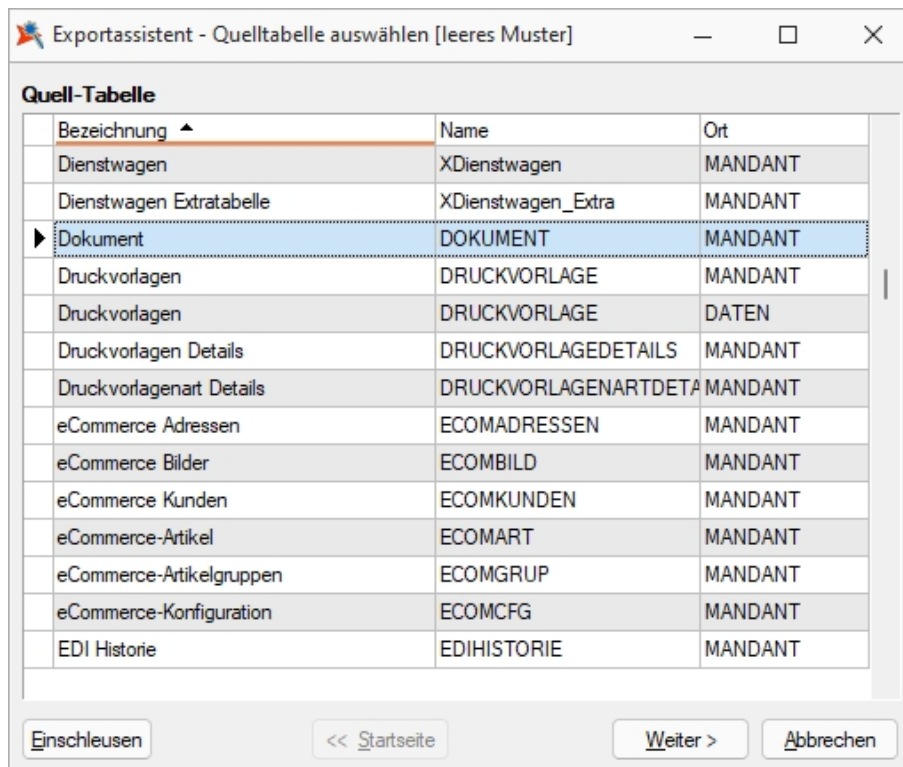 Exportassistent - Quelltabelle auswählen [leeres Muster]
Quell-Tabelle
Bezeichnung Name Ort
Dienstwagen XDienstwagen MANDANT
Dienstwagen Extratabelle XDienstwagen_Extra MANDANT
Dokument DOKUMENT MANDANT
Druckvorlagen DRUCKVORLAGE MANDANT
Druckvorlagen DRUCKVORLAGE DATEN
Druckvorlagen Details DRUCKVORLAGEDETAILS MANDANT
Druckvorlagenart Details DRUCKVORLAGENARTDETA MANDANT
eCommerce Adressen ECOMADRESSEN MANDANT
eCommerce Bilder ECOMBILD MANDANT
eCommerce Kunden ECOMKUNDEN MANDANT
eCommerce-Artikel ECOMART MANDANT
eCommerce-Artikelgruppen ECOMGRUP MANDANT
eCommerce-Konfiguration ECOMCFG MANDANT
EDI Historie EDIHISTORIE MANDANT
Einschleusen << Startseite Weiter > Abbrechen